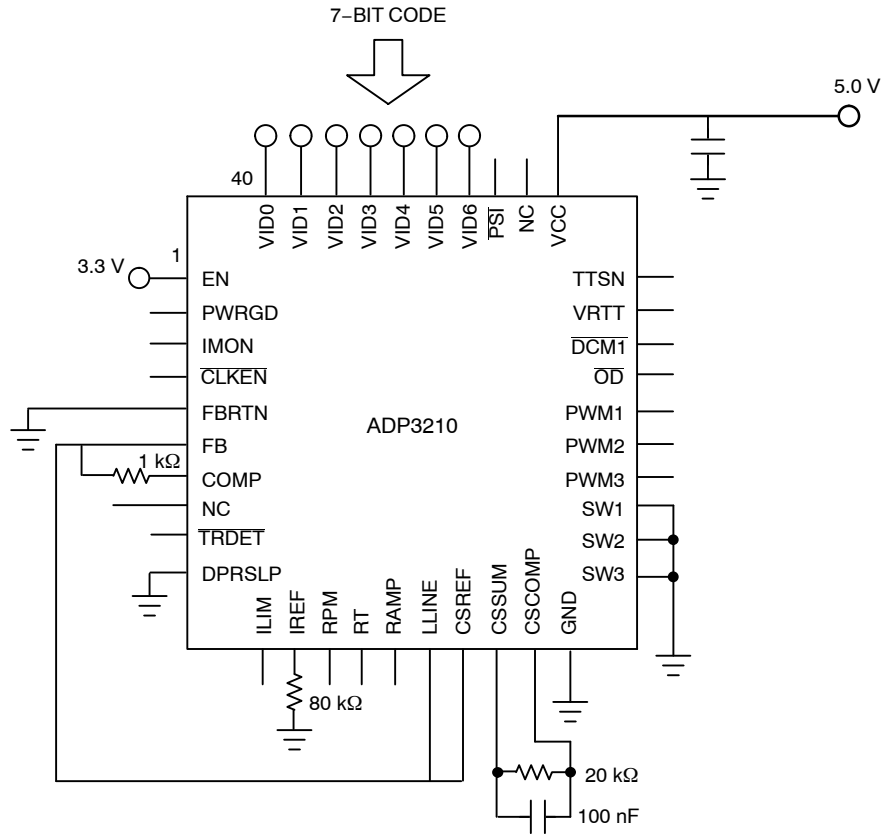 7–BIT CODE
5.0 V
40
VID0
VID1
VID2
VID3
VID4
VID5
VID6
PSI
NC
VCC
1
3.3 V
EN
PWRGD
IMON
CLKEN
FBRTN
FB
1 kΩ
COMP
NC
TRDET
DPRSLP
ADP3210
TTSN
VRTT
DCM1
OD
PWM1
PWM2
PWM3
SW1
SW2
SW3
ILIM
IREF
RPM
RT
RAMP
LLINE
CSREF
CSSUM
CSCOMP
GND
80 kΩ
20 kΩ
100 nF